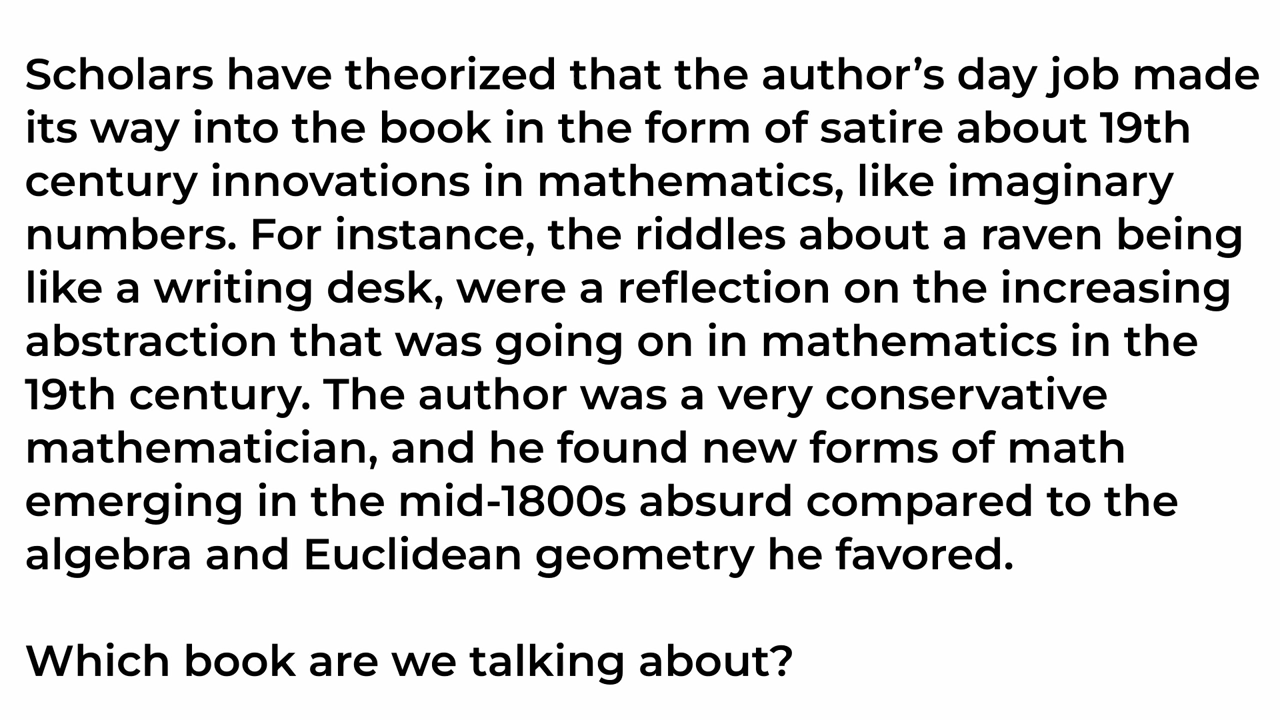 Scholars have theorized that the author’s day job made
its way into the book in the form of satire about 19th
century innovations in mathematics, like imaginary
numbers. For instance, the riddles about a raven being
like a writing desk, were a reflection on the increasing
abstraction that was going on in mathematics in the
19th century. The author was a very conservative
mathematician, and he found new forms of math
emerging in the mid-1800s absurd compared to the
algebra and Euclidean geometry he favored.
Which book are we talking about?